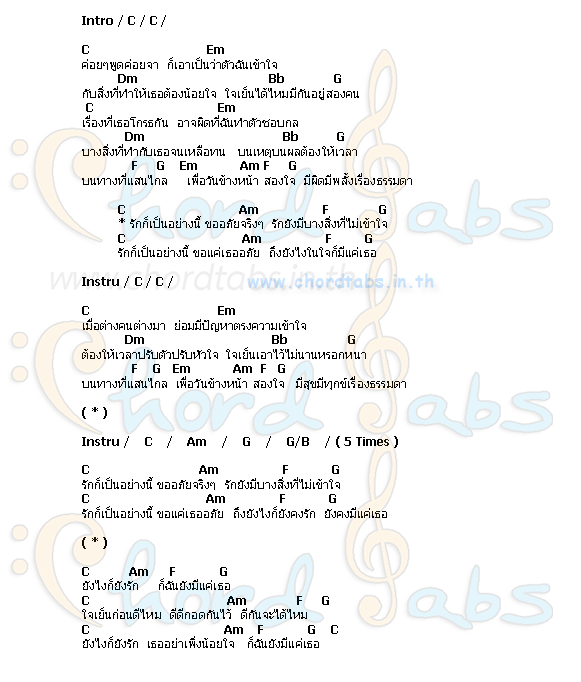 Intro / C / C /
C Em
ค่อยๆพูดค่อยจา ก็เอาเป็นว่าตัวฉันเข้าใจ
Dm Bb G
กับสิ่งที่ทำให้เธอต้องน้อยใจ ใจเย็นได้ไหมมีกันอยู่สองคน
C Em
เรื่องที่เธอโกรธกัน อาจผิดที่ฉันทำตัวชอบกล
Dm Bb G
บางสิ่งที่ทำกับเธอจนเหลือทน บนเหตุบนผลต้องให้เวลา
F G Em Am F G
บนทางที่แสนไกล เพื่อวันข้างหน้า สองใจ มีผิดมีพลั้งเรื่องธรรมดา
C Am F G
* รักก็เป็นอย่างนี้ ขออภัยจริงๆ รักยังมีบางสิ่งที่ไม่เข้าใจ
C Am F G
รักก็เป็นอย่างนี้ ขอแค่เธออภัย ถึงยังไงในใจก็มีแค่เธอ
www.chordtabs.in.th
Instru / C / C /
C Em
เมื่อต่างคนต่างมา ย่อมมีปัญหาตรงความเข้าใจ
Dm Bb G
ต้องให้เวลาปรับตัวปรับหัวใจ ใจเย็นเอาไว้ไม่นานหรอกหนา
F G Em Am F G
บนทางที่แสนไกล เพื่อวันข้างหน้า สองใจ มีสุขมีทุกข์เรื่องธรรมดา
( * )
Instru / C / Am / G / G/B / ( 5 Times )
C Am F G
รักก็เป็นอย่างนี้ ขออภัยจริงๆ รักยังมีบางสิ่งที่ไม่เข้าใจ
C Am F G
รักก็เป็นอย่างนี้ ขอแค่เธออภัย ถึงยังไงก็ยังคงรัก ยังคงมีแค่เธอ
( * )
C Am F G
ยังไงก็ยังรัก ก็ฉันยังมีแค่เธอ
C Am F G
ใจเย็นก่อนดีไหม ดีดีกอดกันไว้ ดีกันจะได้ไหม
C Am F G C
ยังไงก็ยังรัก เธออย่าเพิ่งน้อยใจ ก็ฉันยังมีแค่เธอ